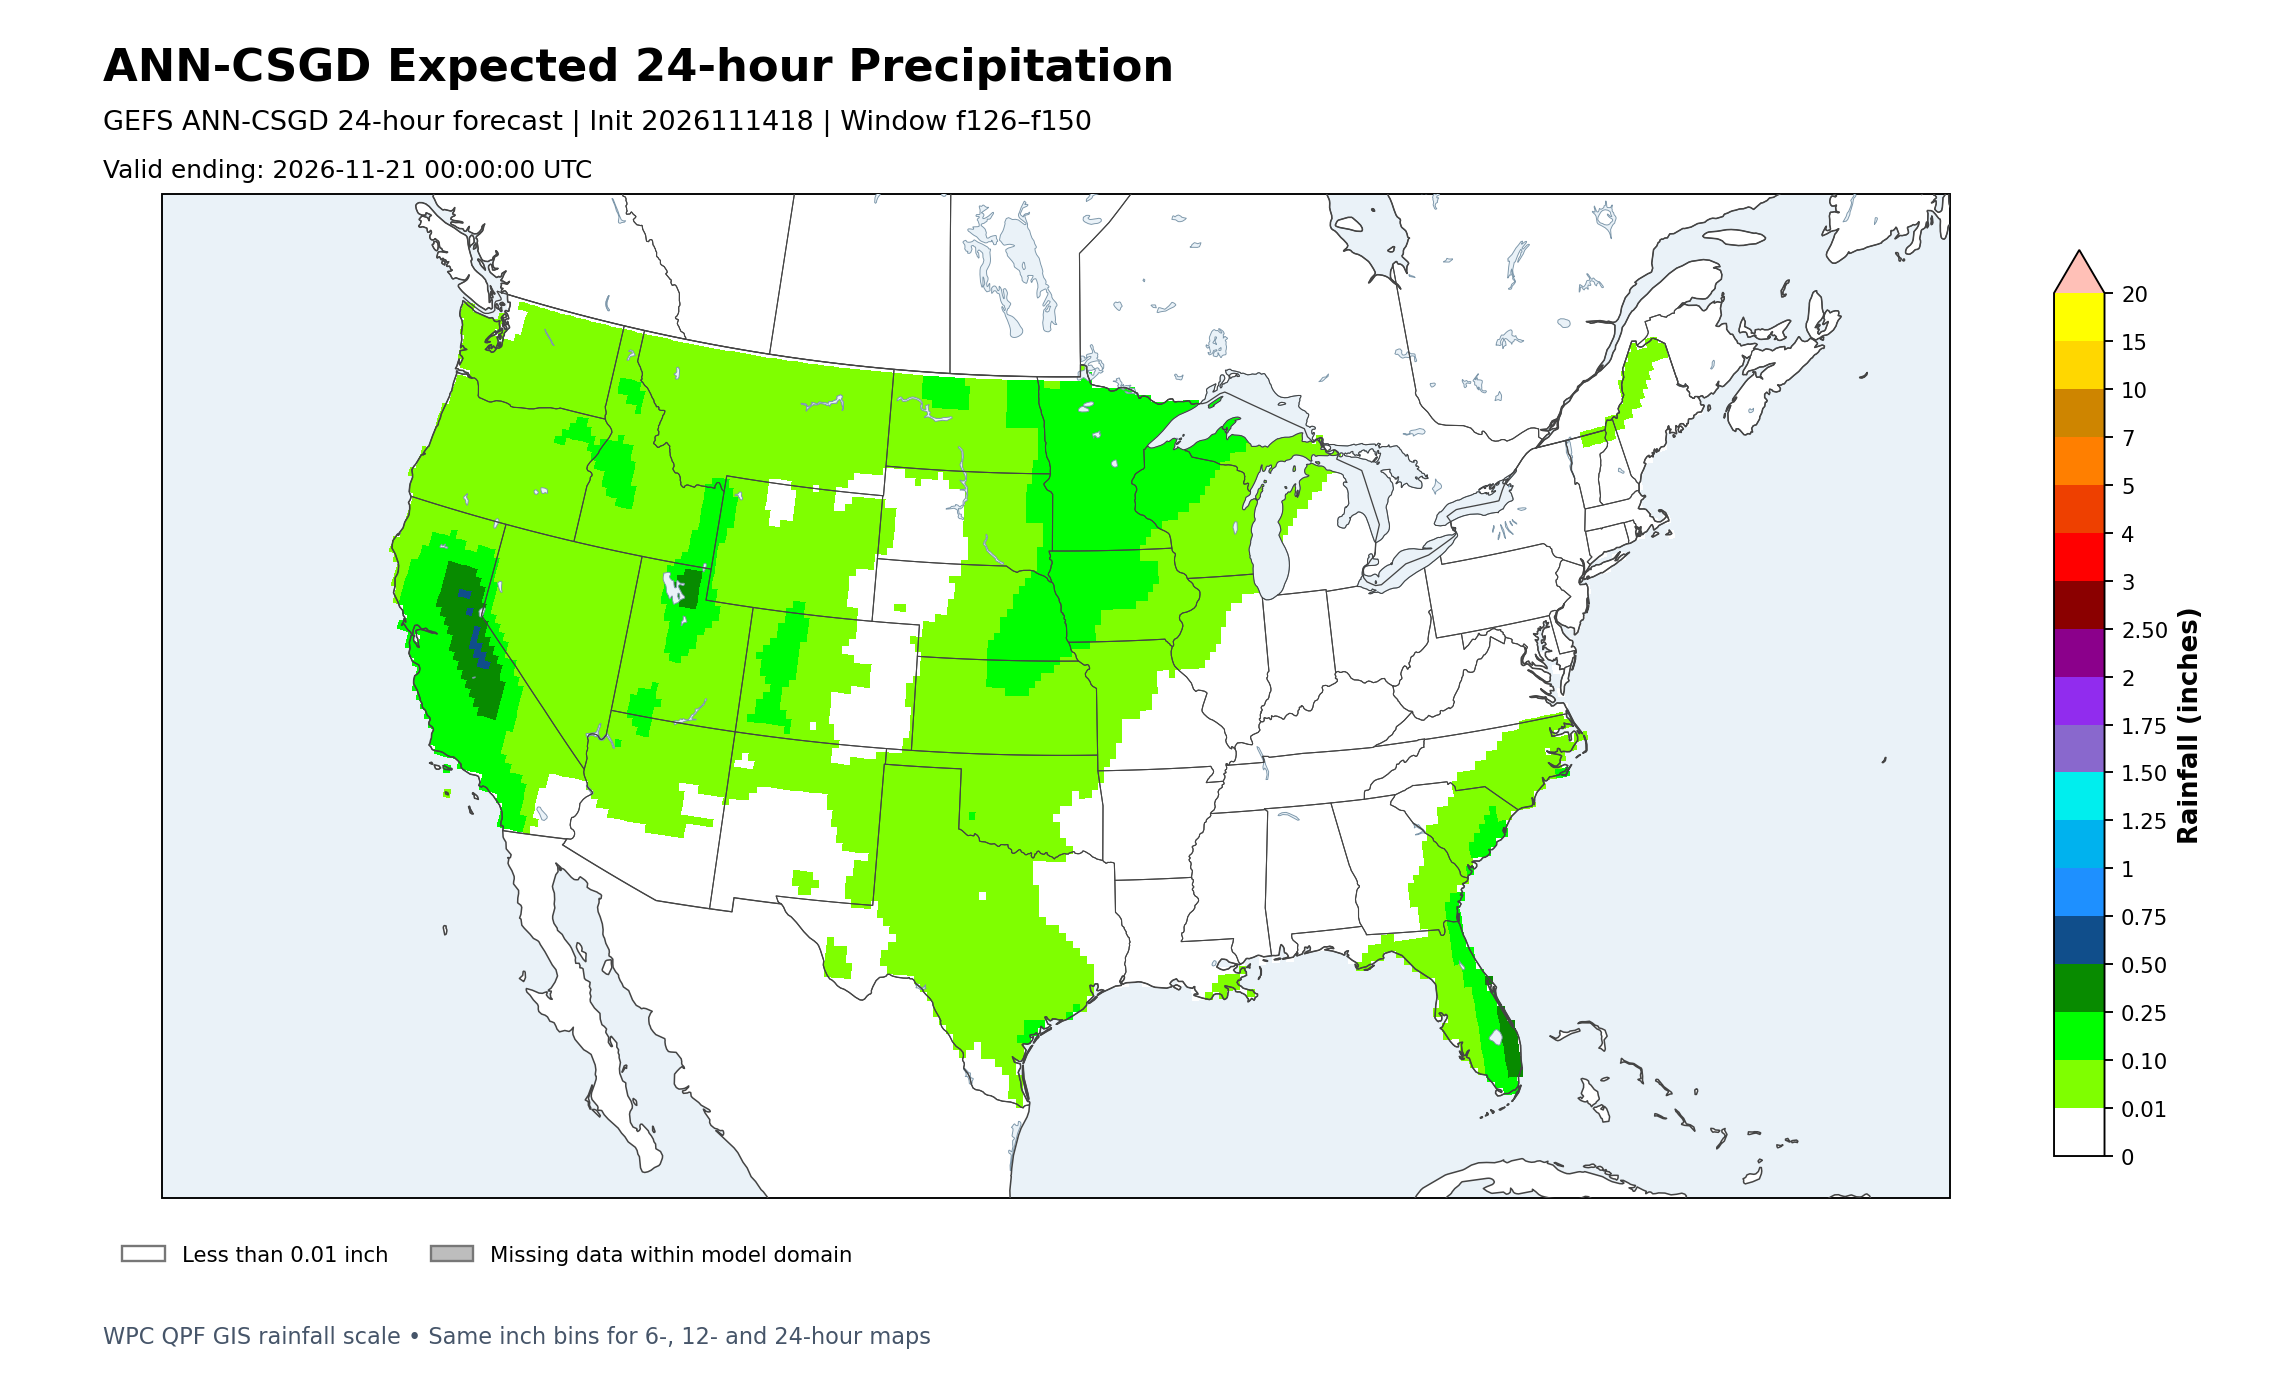 ANN-CSGD Expected 24-hour Precipitation
GEFS ANN-CSGD 24-hour forecast | Init 2026111418 | Window f126–f150
Valid ending: 2026-11-21 00:00:00 UTC
20
15
10
7
5
4
3
2.50
2
1.75
1.50
1.25
1
0.75
0.50
0.25
0.10
0.01
0
Rainfall (inches)
Less than 0.01 inch
Missing data within model domain
WPC QPF GIS rainfall scale • Same inch bins for 6-, 12- and 24-hour maps